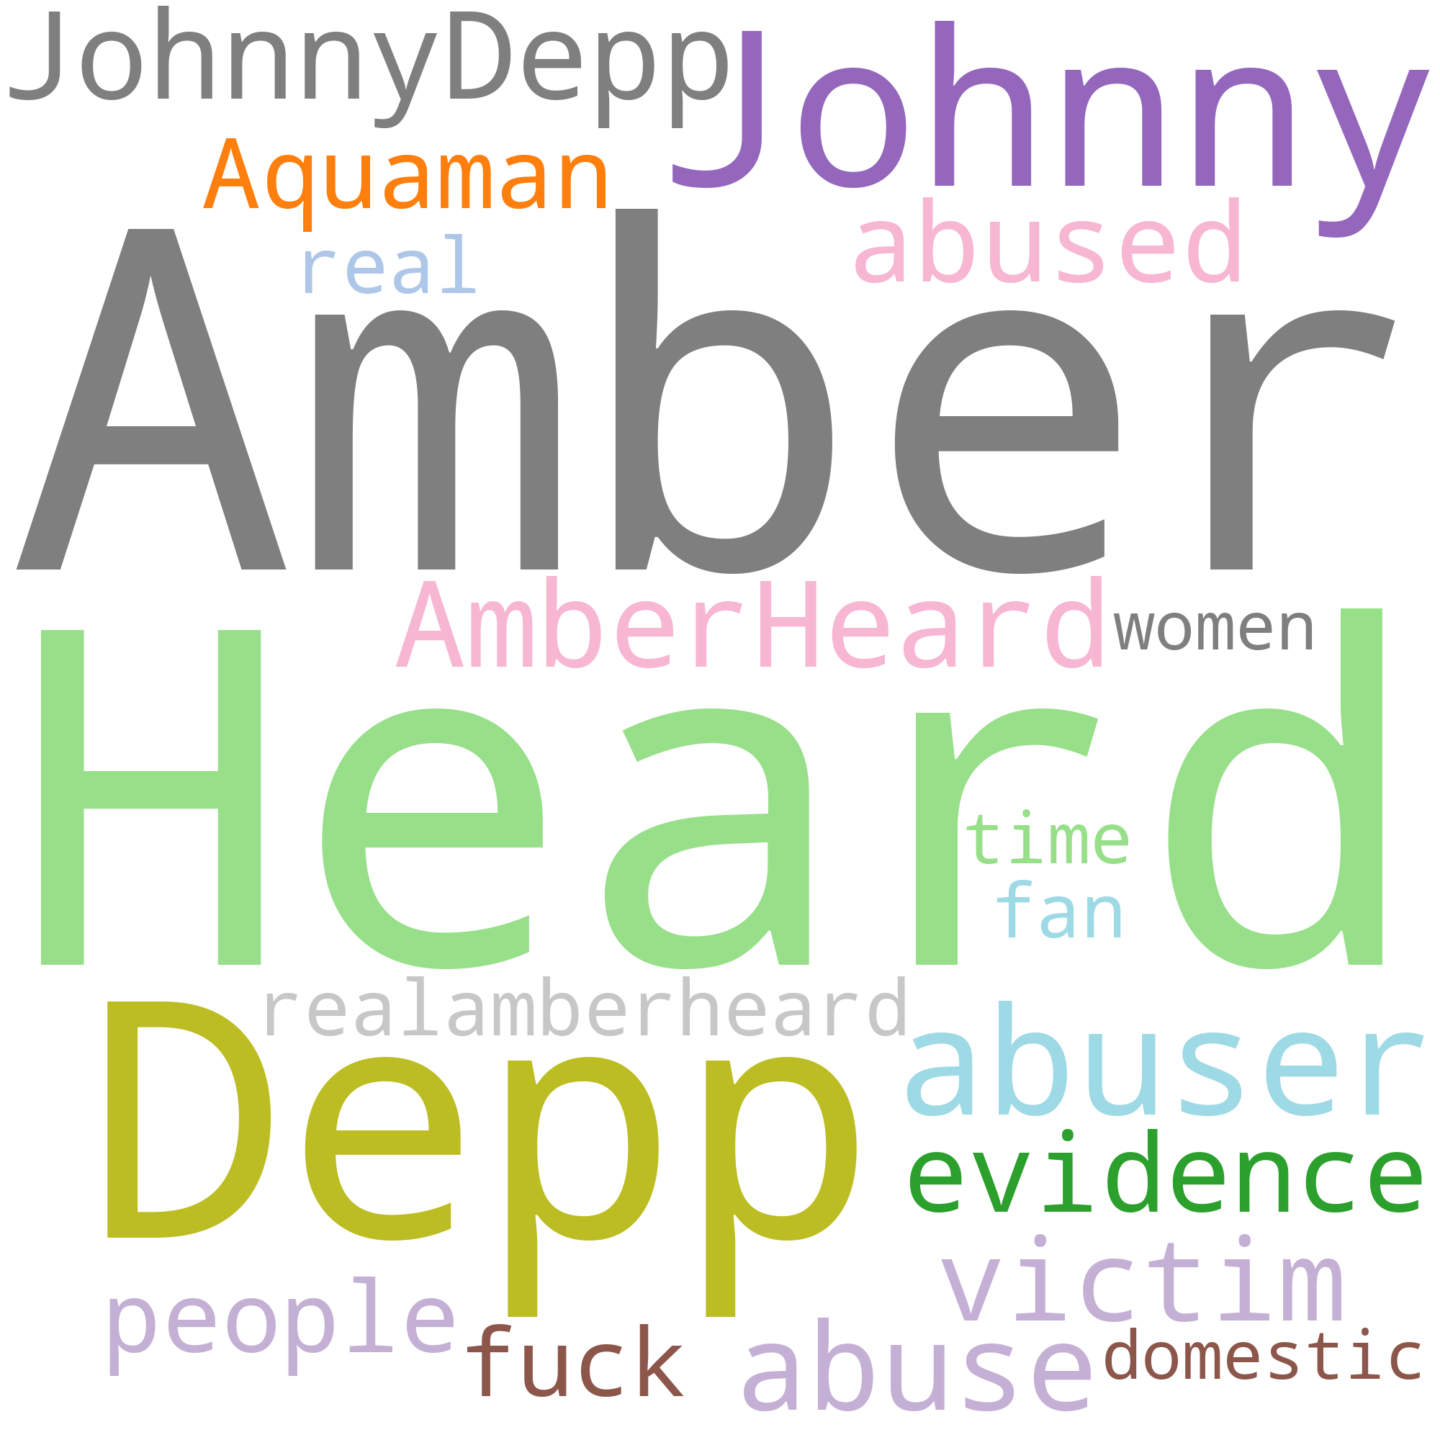 JohnnyDepp
Johnny
Aquaman
abused
real
Amber
AmberHeard
women
Heard
time
fan
realamberheard
Depp
abuser
evidence
victim
people
fuck
abuse
domestic